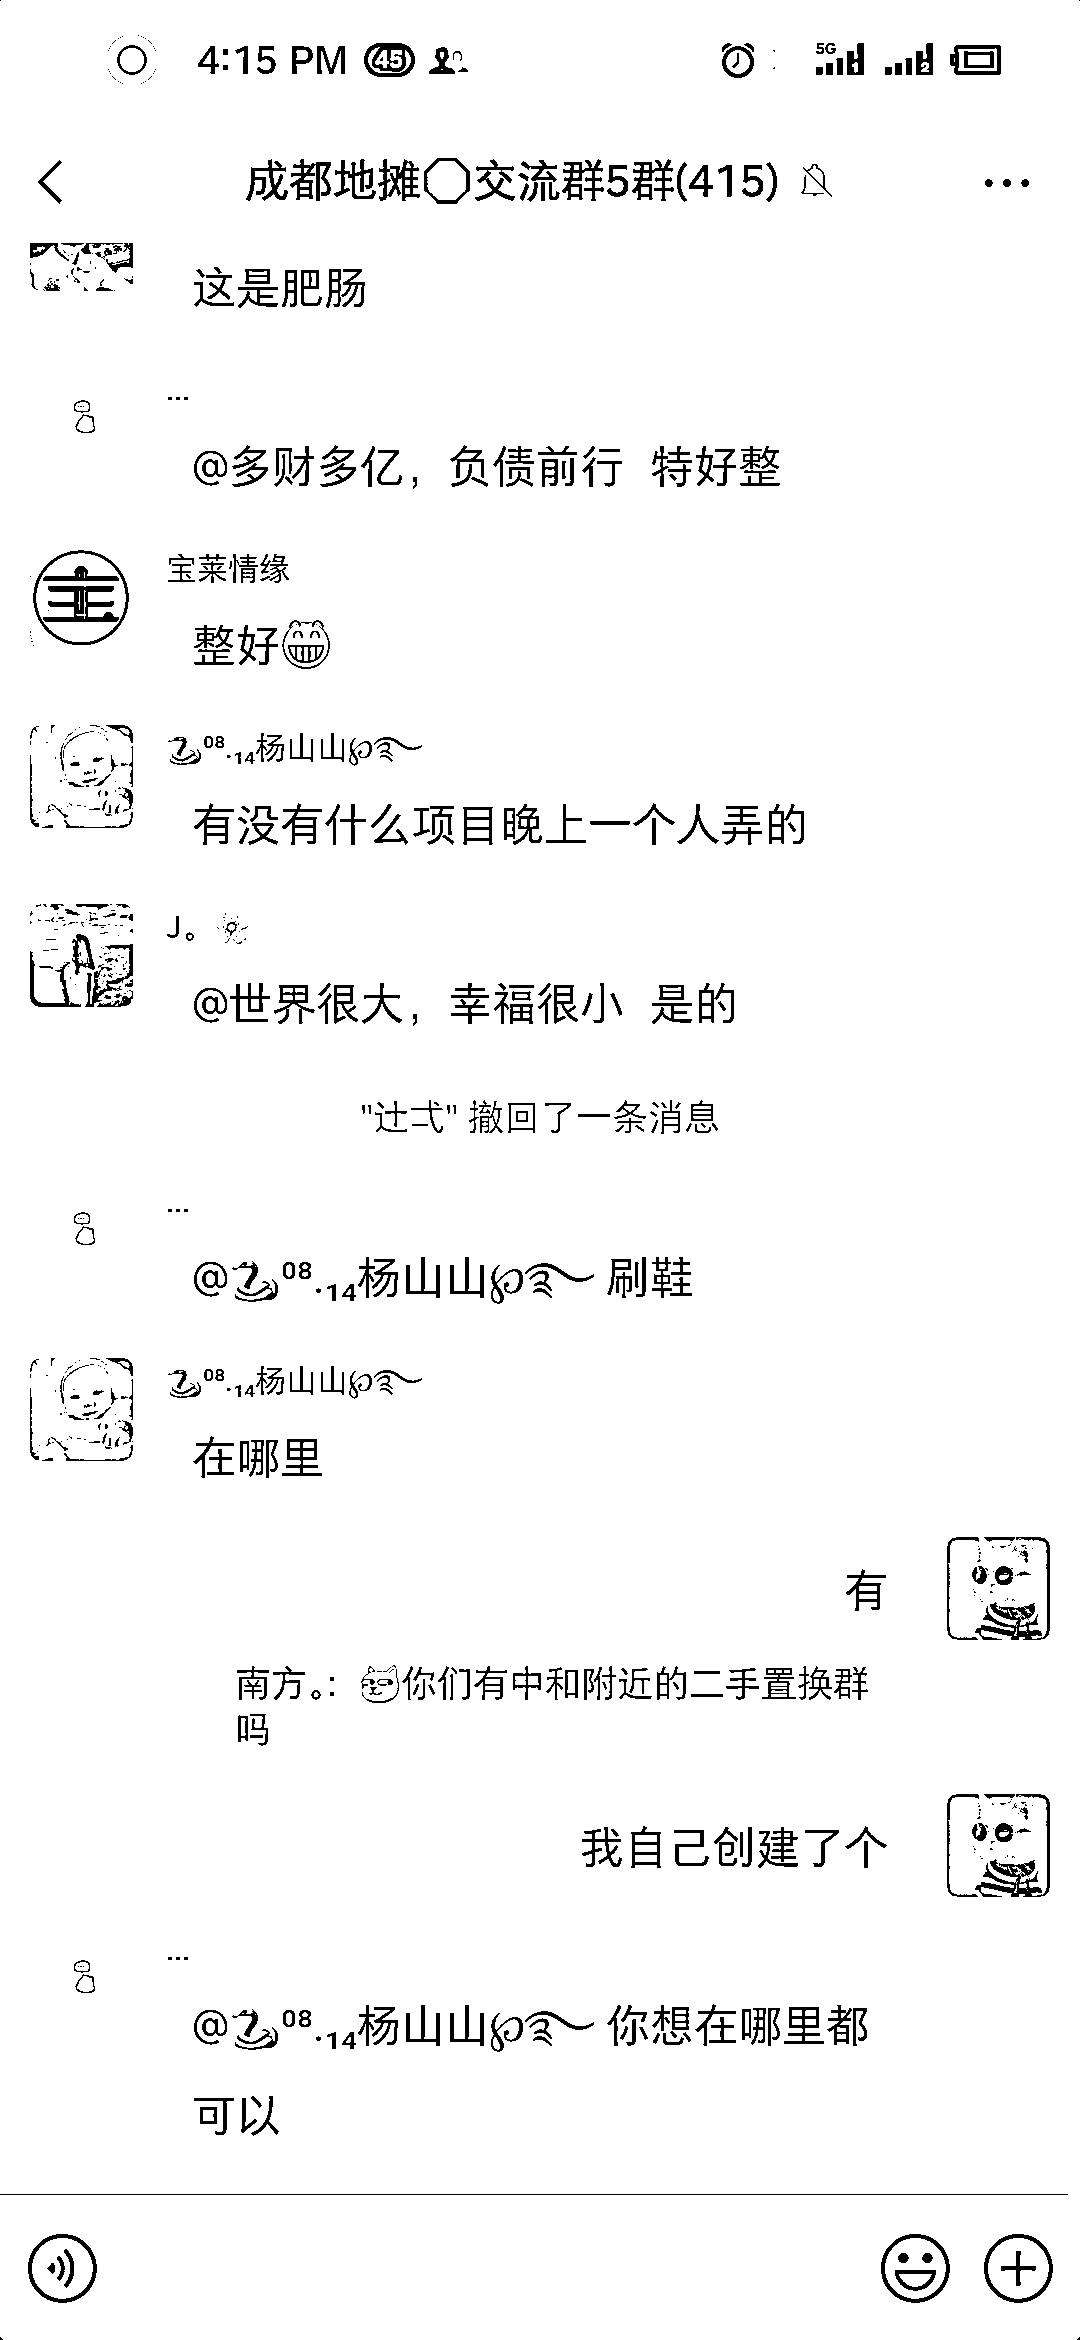 4:15 PM 45 5G 1 2
成都地摊⭕交流群5群(415)
这是肥肠
...
@多财多亿，负债前行 特好整
宝莱情缘
整好😁
⁰⁸·₁₄杨山山℘ঞ্জ
有没有什么项目晚上一个人弄的
J。
@世界很大，幸福很小 是的
"辻弌" 撤回了一条消息
...
@⁰⁸·₁₄杨山山℘ 刷鞋
⁰⁸·₁₄杨山山℘
在哪里
有
南方。：你们有中和附近的二手置换群
吗
我自己创建了个
...
@⁰⁸·₁₄杨山山℘ 你想在哪里都
可以